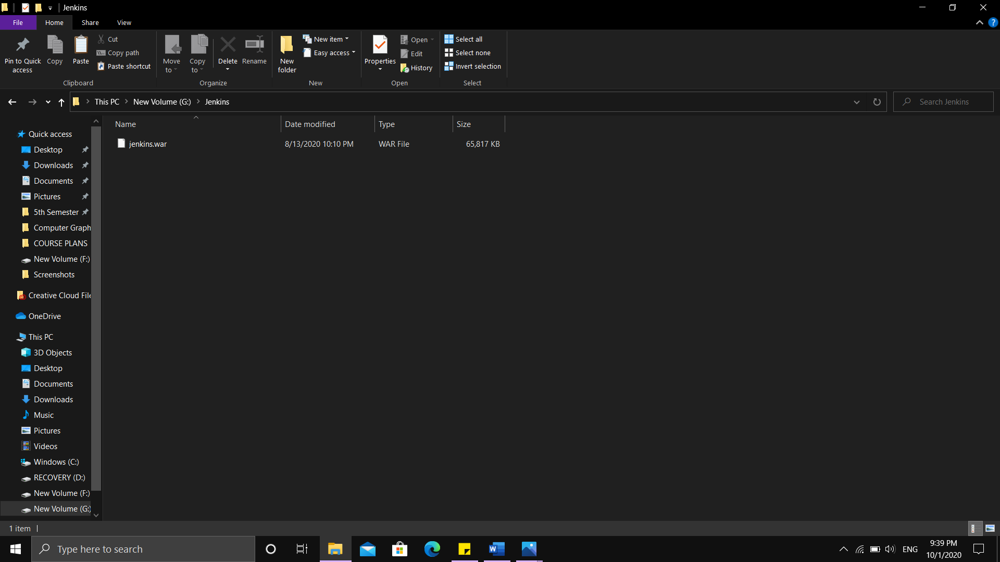 Jenkins
File Home Share View
Pin to Quick access
Copy
Paste
Cut
Copy path
Paste shortcut
Clipboard
Move to
Copy to
Delete
Rename
Organize
New folder
New item
Easy access
New
Properties
Open
Edit
History
Open
Select all
Select none
Invert selection
Select
This PC > New Volume (G:) > Jenkins
Search Jenkins
Name Date modified Type Size
jenkins.war 8/13/2020 10:10 PM WAR File 65,817 KB
Quick access
Desktop
Downloads
Documents
Pictures
5th Semester
Computer Graph
COURSE PLANS
New Volume (F:)
Screenshots
Creative Cloud File
OneDrive
This PC
3D Objects
Desktop
Documents
Downloads
Music
Pictures
Videos
Windows (C:)
RECOVERY (D:)
New Volume (F:)
New Volume (G:)
1 item
Type here to search
ENG
9:39 PM
10/1/2020